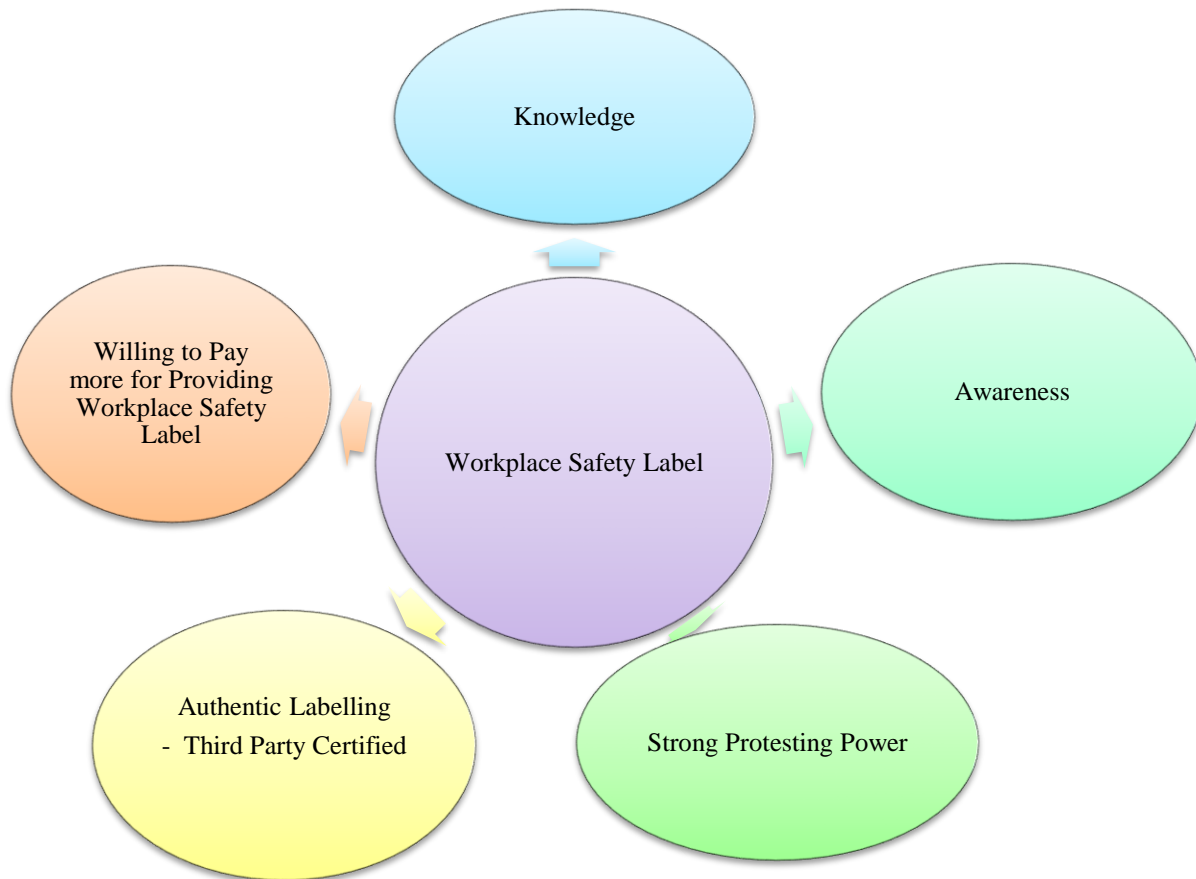 Knowledge
Willing to Pay
more for Providing
Workplace Safety
Label
Awareness
Workplace Safety Label
Authentic Labelling
- Third Party Certified
Strong Protesting Power